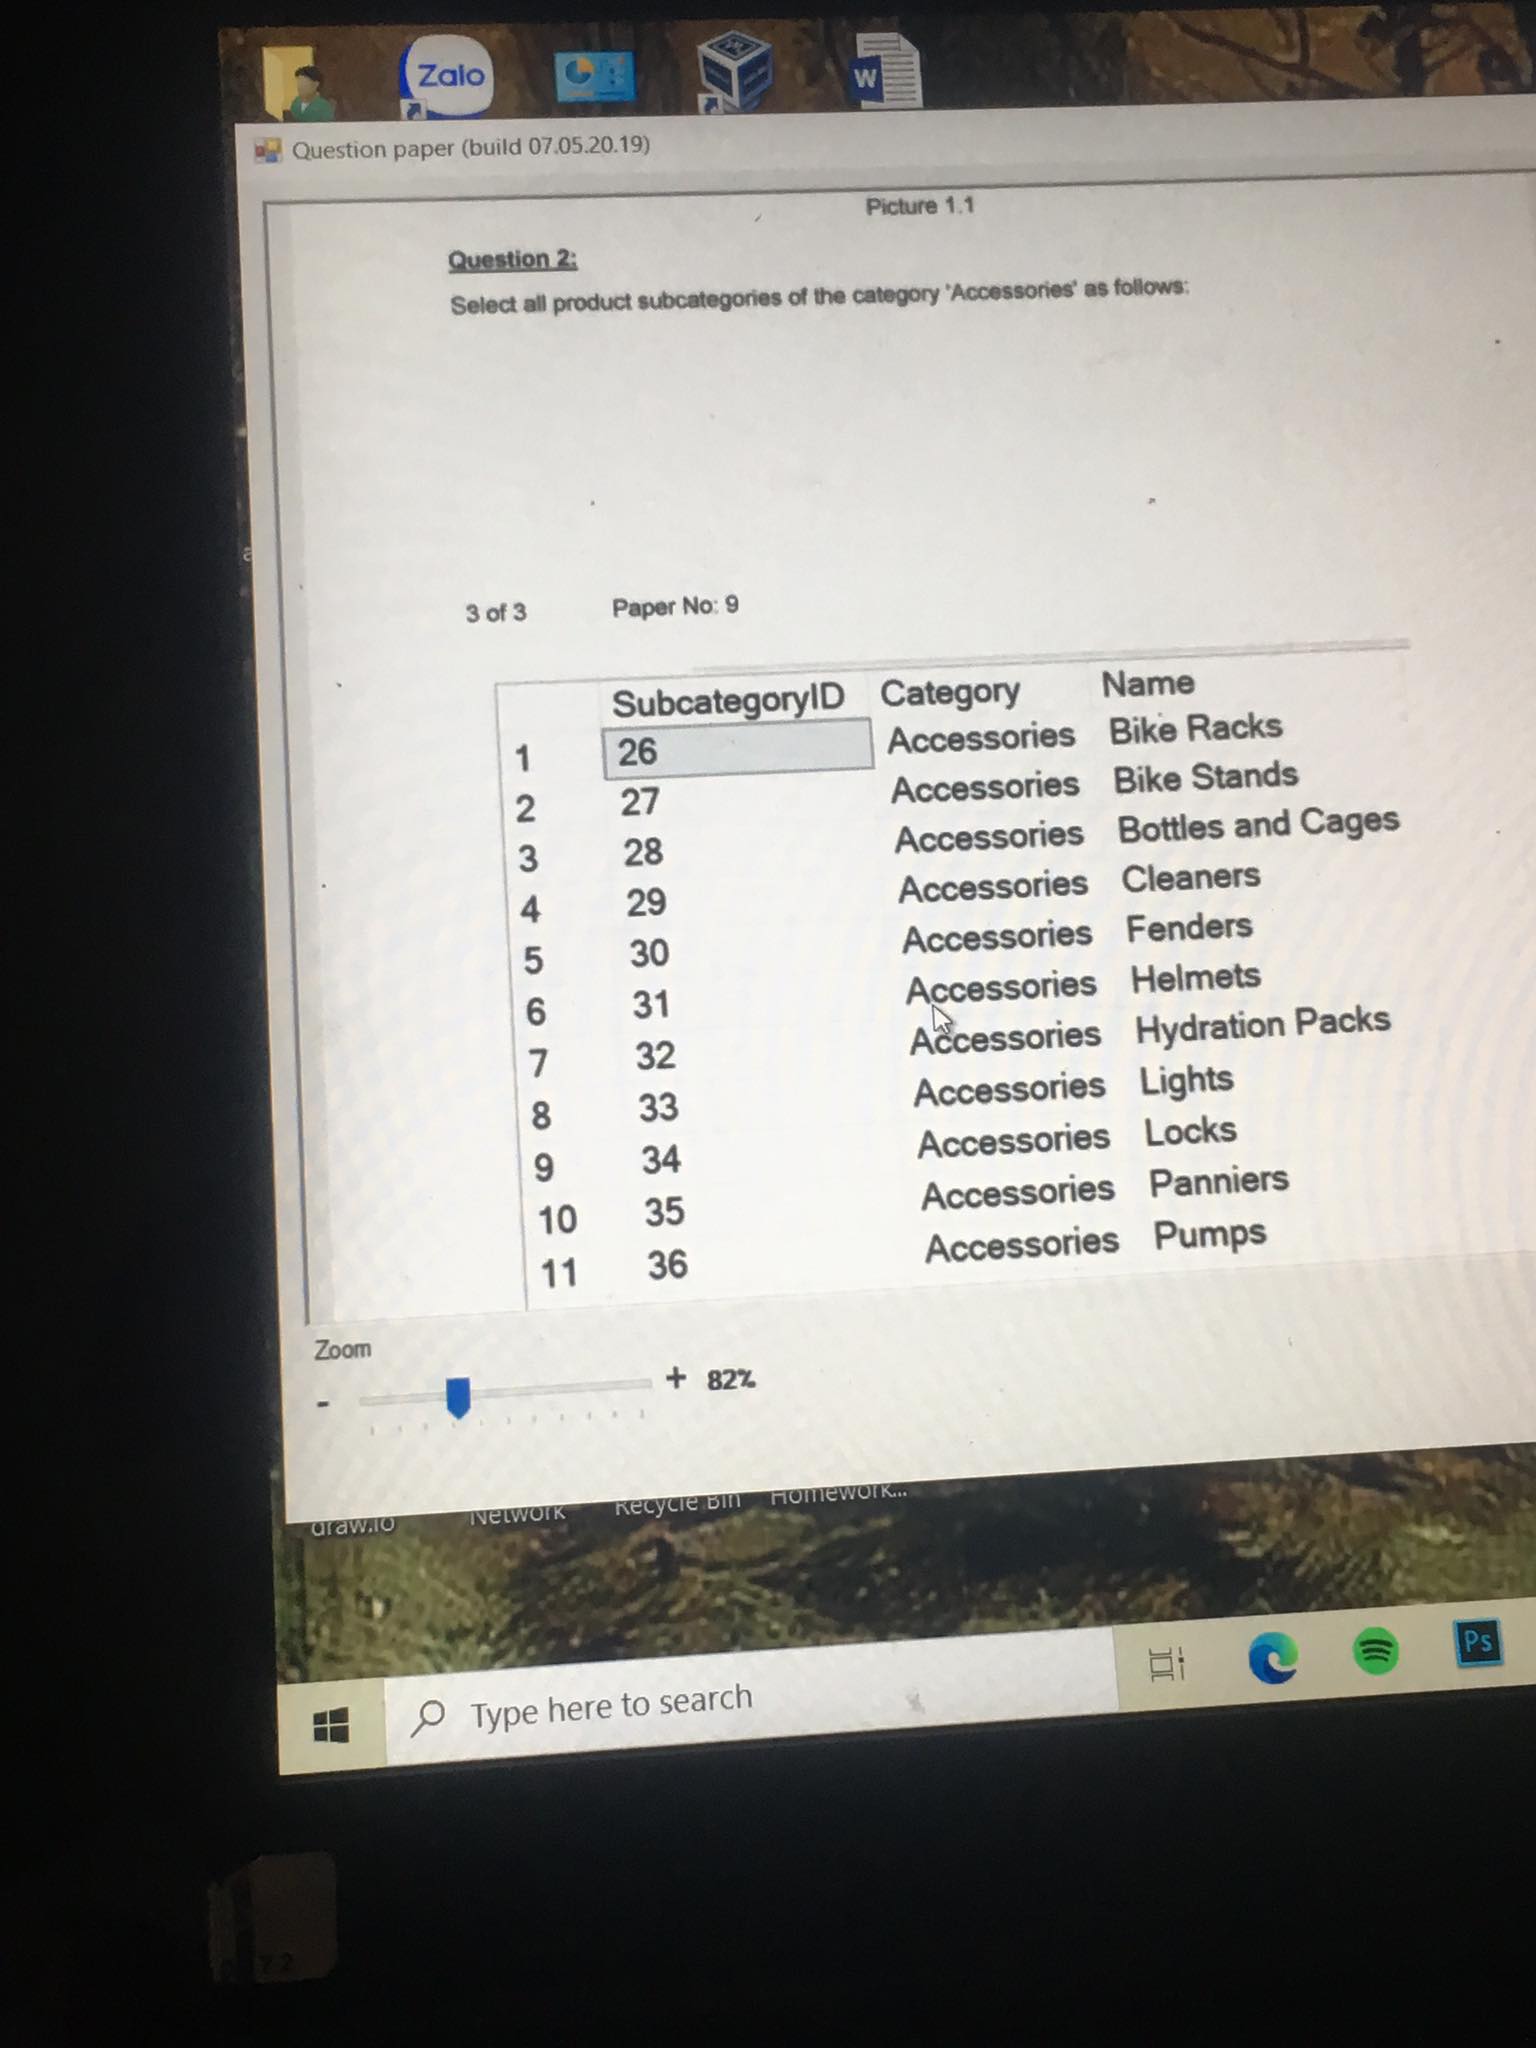 Zalo
W
Question paper (build 07.05.20.19)
Picture 1.1
Question 2:
Select all product subcategories of the category 'Accessories' as follows:
3 of 3 Paper No: 9
SubcategoryID Category Name
1 26 Accessories Bike Racks
2 27 Accessories Bike Stands
3 28 Accessories Bottles and Cages
4 29 Accessories Cleaners
5 30 Accessories Fenders
6 31 Accessories Helmets
7 32 Accessories Hydration Packs
8 33 Accessories Lights
9 34 Accessories Locks
10 35 Accessories Panniers
11 36 Accessories Pumps
Zoom
- + 82%
draw.io Network Recycle Bin Homework...
Type here to search
Ps